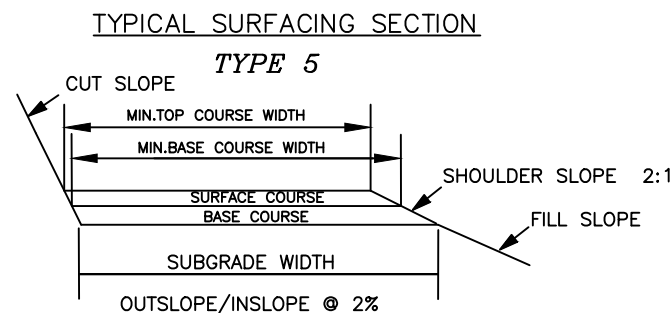 TYPICAL SURFACING SECTION
TYPE 5
CUT SLOPE
MIN.TOP COURSE WIDTH
MIN.BASE COURSE WIDTH
SHOULDER SLOPE 2:1
SURFACE COURSE
BASE COURSE
FILL SLOPE
SUBGRADE WIDTH
OUTSLOPE/INSLOPE @ 2%